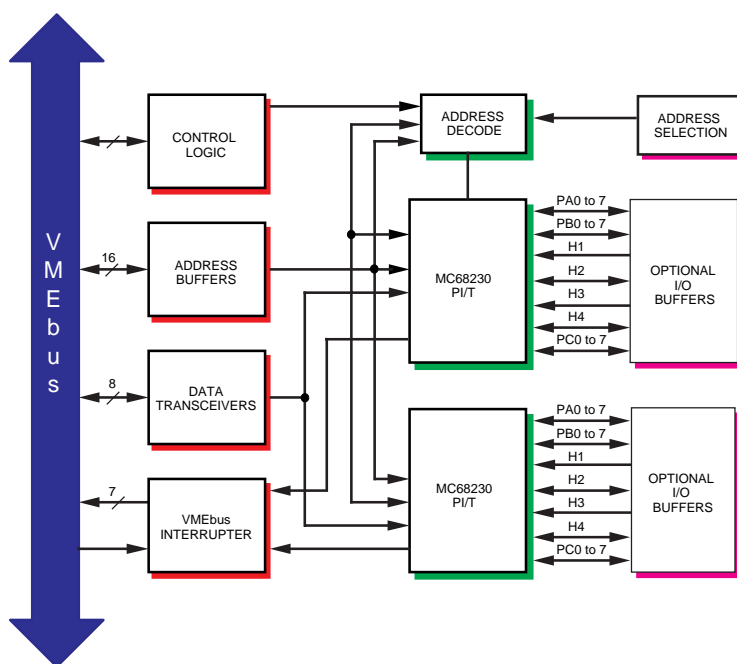 VMEbus
CONTROL
LOGIC
ADDRESS
DECODE
ADDRESS
SELECTION
16
ADDRESS
BUFFERS
MC68230
PI/T
PA0 to 7
PB0 to 7
H1
H2
H3
H4
PC0 to 7
OPTIONAL
I/O
BUFFERS
8
DATA
TRANSCEIVERS
7
VMEbus
INTERRUPTER
MC68230
PI/T
PA0 to 7
PB0 to 7
H1
H2
H3
H4
PC0 to 7
OPTIONAL
I/O
BUFFERS